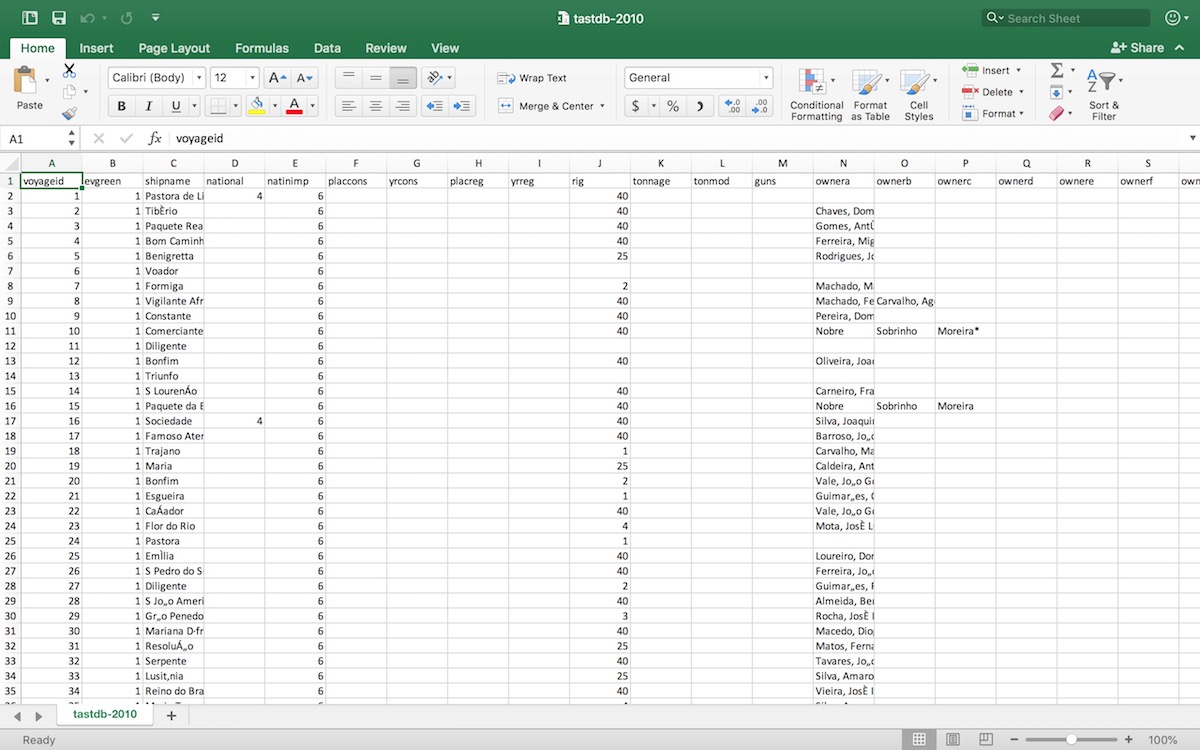 tastdb-2010
Search Sheet
Home Insert Page Layout Formulas Data Review View Share
Calibri (Body) 12 A A Wrap Text General Insert
Paste B I U A Merge & Center $ % Conditional Formatting Format as Table Cell Styles Delete Format Sort & Filter
A1 fx voyageid
A B C D E F G H I J K L M N O P Q R S
1 voyageid evgreen shipname national natinimp placcons yrcons placreg yrreg rig tonnage tonmod guns ownera ownerb ownerc ownerd ownere ownerf own
2 1 1 Pastora de Li 4 6 40
3 2 1 TibÈrio 6 40 Chaves, Dom
4 3 1 Paquete Rea 6 40 Gomes, AntÛ
5 4 1 Bom Caminh 6 40 Ferreira, Mig
6 5 1 Benigretta 6 25 Rodrigues, Jo
7 6 1 Voador 6
8 7 1 Formiga 6 2 Machado, Ma
9 8 1 Vigilante Afr 6 40 Machado, Fe Carvalho, Ag
10 9 1 Constante 6 40 Pereira, Dom
11 10 1 Comerciante 6 40 Nobre Sobrinho Moreira*
12 11 1 Diligente 6
13 12 1 Bonfim 6 40 Oliveira, Joa
14 13 1 Triunfo 6
15 14 1 S LourenÁo 6 40 Carneiro, Fra
16 15 1 Paquete da B 6 40 Nobre Sobrinho Moreira
17 16 1 Sociedade 4 6 40 Silva, Joaqui
18 17 1 Famoso Ater 6 40 Barroso, Jo„o
19 18 1 Trajano 6 1 Carvalho, Ma
20 19 1 Maria 6 25 Caldeira, Ant
21 20 1 Bonfim 6 2 Vale, Jo„o Go
22 21 1 Esgueira 6 1 Guimar„es,
23 22 1 CaÁador 6 40 Vale, Jo„o Go
24 23 1 Flor do Rio 6 4 Mota, JosÈ L
25 24 1 Pastora 6 1
26 25 1 EmÌlia 6 40 Loureiro, Dor
27 26 1 S Pedro do S 6 40 Ferreira, Jo„o
28 27 1 Diligente 6 2 Guimar„es, F
29 28 1 S Jo„o Ameri 6 40 Almeida, Be
30 29 1 Gr„o Penedo 6 3 Rocha, JosÈ
31 30 1 Mariana D·fr 6 40 Macedo, Dio
32 31 1 ResoluÁ„o 6 25 Matos, Ferna
33 32 1 Serpente 6 40 Tavares, Jo„o
34 33 1 Lusit‚nia 6 25 Silva, Amaro
35 34 1 Reino do Bra 6 40 Vieira, JosÈ
tastdb-2010
Ready 100%